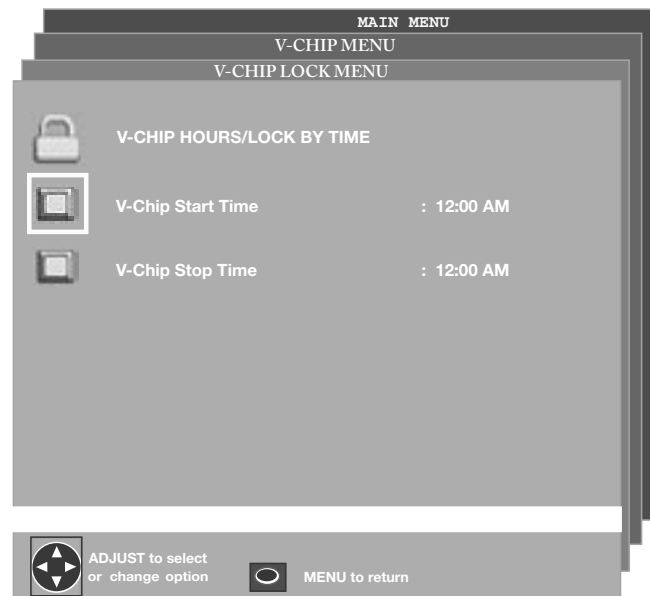 MAIN MENU
V-CHIP MENU
V-CHIP LOCK MENU
V-CHIP HOURS/LOCK BY TIME
V-Chip Start Time : 12:00 AM
V-Chip Stop Time : 12:00 AM
ADJUST to select
or change option
MENU to return